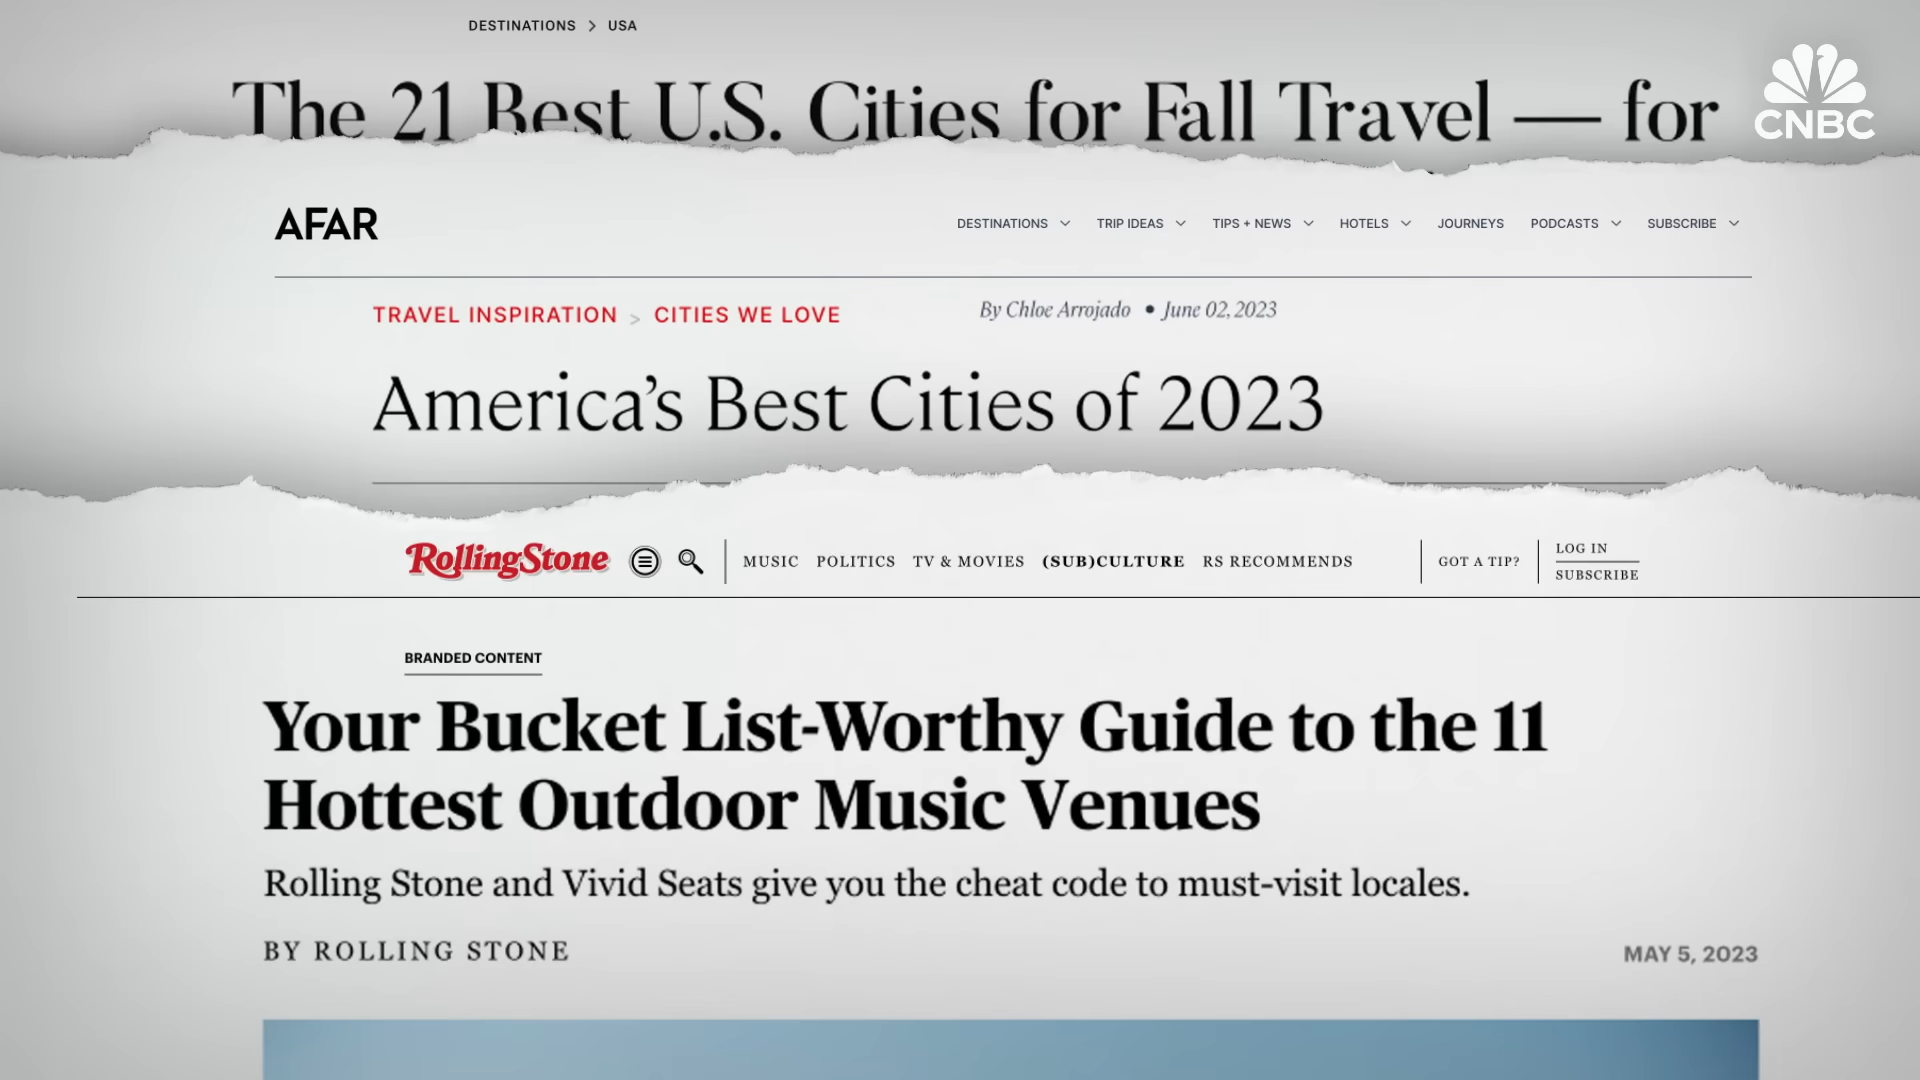 DESTINATIONS > USA
The 21 Best U.S. Cities for Fall Travel — for
CNBC
AFAR
DESTINATIONS TRIP IDEAS TIPS + NEWS HOTELS JOURNEYS PODCASTS SUBSCRIBE
TRAVEL INSPIRATION > CITIES WE LOVE
By Chloe Arrojado • June 02, 2023
America's Best Cities of 2023
RollingStone
MUSIC POLITICS TV & MOVIES (SUB)CULTURE RS RECOMMENDS
GOT A TIP?
LOG IN
SUBSCRIBE
BRANDED CONTENT
Your Bucket List-Worthy Guide to the 11
Hottest Outdoor Music Venues
Rolling Stone and Vivid Seats give you the cheat code to must-visit locales.
BY ROLLING STONE
MAY 5, 2023